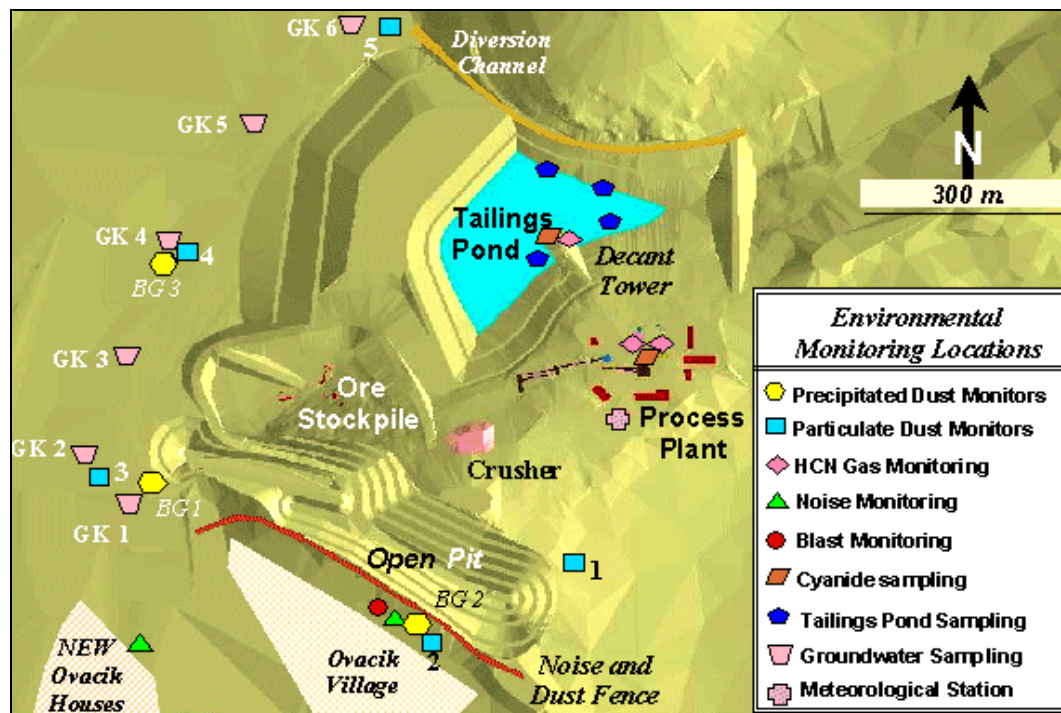 GK 6
5
Diversion
Channel
GK 5
N
300 m
GK 4
4
BG 3
Tailings
Pond
Decant
Tower
GK 3
Ore
Stockpile
Process
Plant
Crusher
GK 2
3
BG 1
GK 1
Open Pit
1
BG 2
2
NEW
Ovacik
Houses
Ovacik
Village
Noise and
Dust Fence
Environmental
Monitoring Locations
Precipitated Dust Monitors
Particulate Dust Monitors
HCN Gas Monitoring
Noise Monitoring
Blast Monitoring
Cyanide sampling
Tailings Pond Sampling
Groundwater Sampling
Meteorological Station